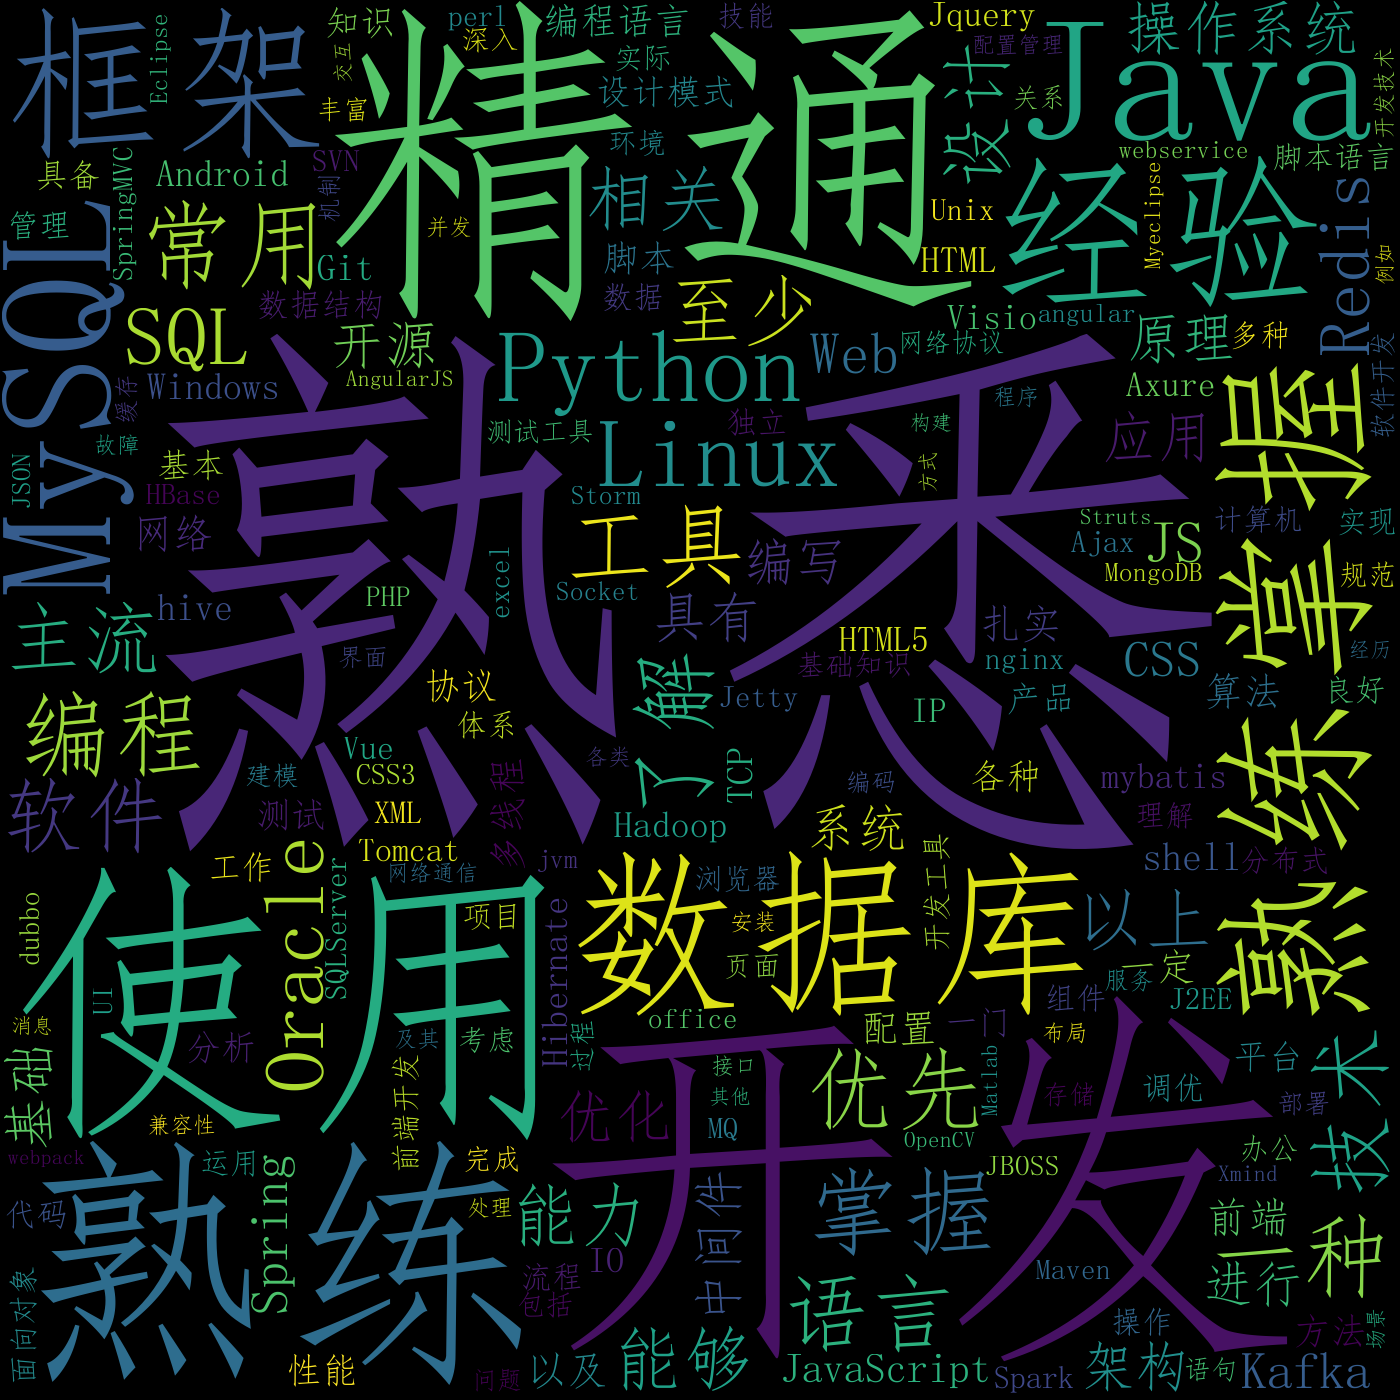 框架
Eclipse
知识
交互
perl
深入
编程语言
实际
技能
Jquery
配置管理
操作系统
丰富
精通
设计模式
设计
关系
Java
开发技术
具备
SpringMVC
Android
SVN
机制
环境
相关
webservice
脚本语言
管理
常用
并发
Unix
经验
Myeclipse
Redis
MySQL
Git
脚本
HTML
例如
数据结构
数据
至少
Visio
angular
原理
多种
SQL
开源
Python
Web
网络协议
软件开发
Windows
缓存
AngularJS
Axure
程序
掌握
故障
测试工具
独立
构建
应用
JSON
基本
Linux
方式
HBase
Storm
网络
熟悉
工具
编写
Struts
JS
计算机
实现
Ajax
excel
Socket
MongoDB
规范
hive
PHP
具有
扎实
主流
HTML5
界面
基础知识
nginx
CSS
经历
了解
编程
协议
Jetty
IP
产品
算法
良好
体系
Vue
各类
TCP
建模
CSS3
多线程
编码
各种
mybatis
熟练
软件
测试
XML
Hadoop
系统
理解
Tomcat
jvm
shell
分布式
工作
Oracle
网络通信
浏览器
开发工具
SQLServer
使用
数据库
dubbo
项目
Hibernate
安装
以上
页面
一定
UI
服务
组件
J2EE
消息
office
配置
一门
分析
及其
考虑
过程
布局
技术
基础
前端开发
接口
优先
Matlab
平台
优化
其他
存储
调优
部署
兼容性
MQ
OpenCV
开发
webpack
运用
完成
JBOSS
办公
Xmind
熟练
Spring
代码
处理
能力
中间件
掌握
前端
种
面向对象
流程
IO
Maven
进行
包括
语言
操作
方法
场景
性能
问题
以及
能够
JavaScript
Spark
架构
语句
Kafka